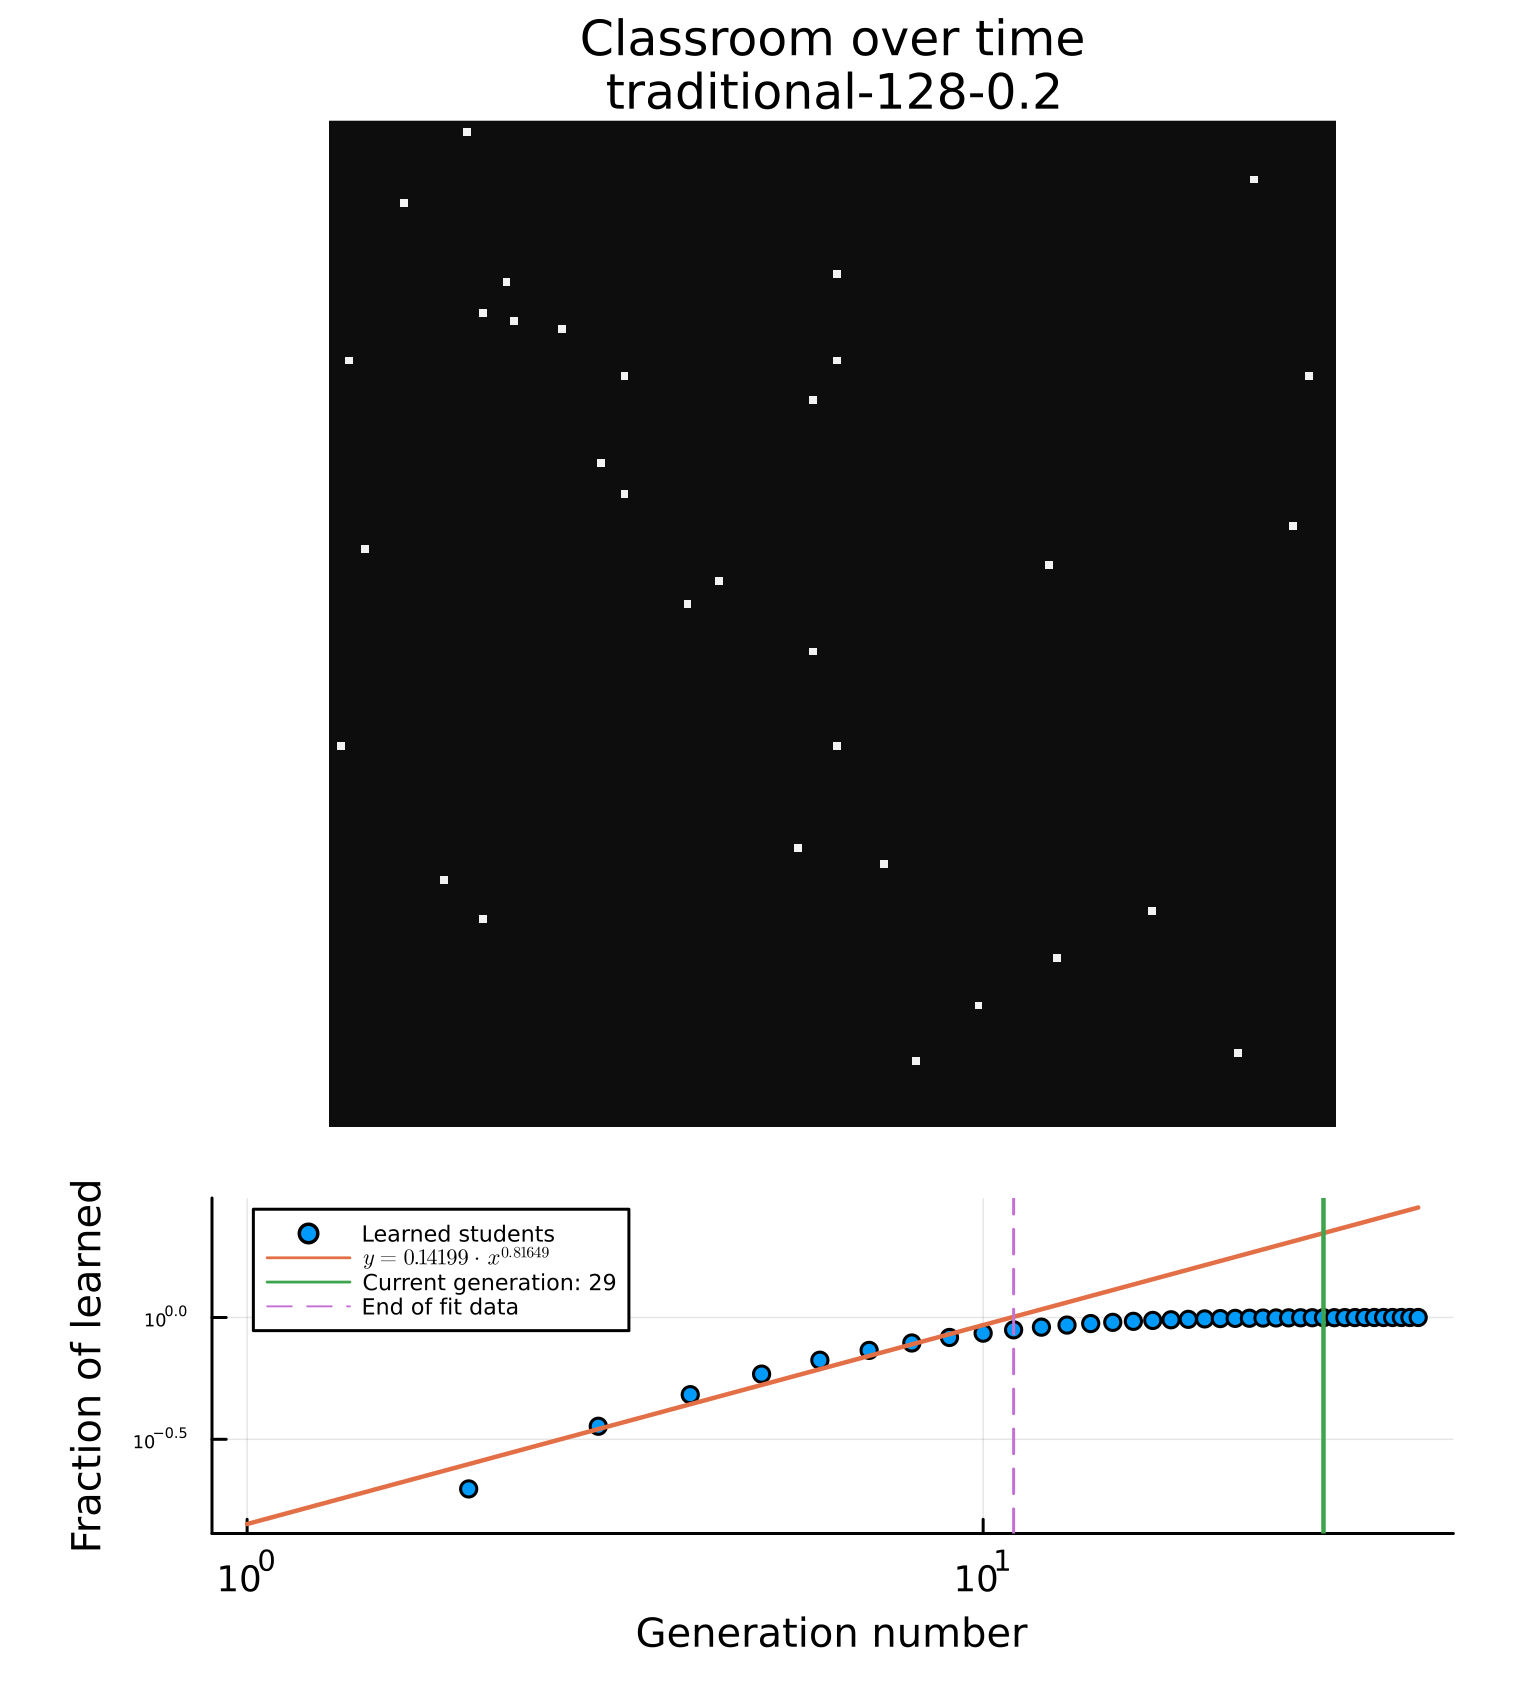 Classroom over time
traditional-128-0.2
Fraction of learned
Learned students
y = 0.14199 · x^0.81649
Current generation: 29
End of fit data
10^0.0
10^−0.5
10^0
10^1
Generation number